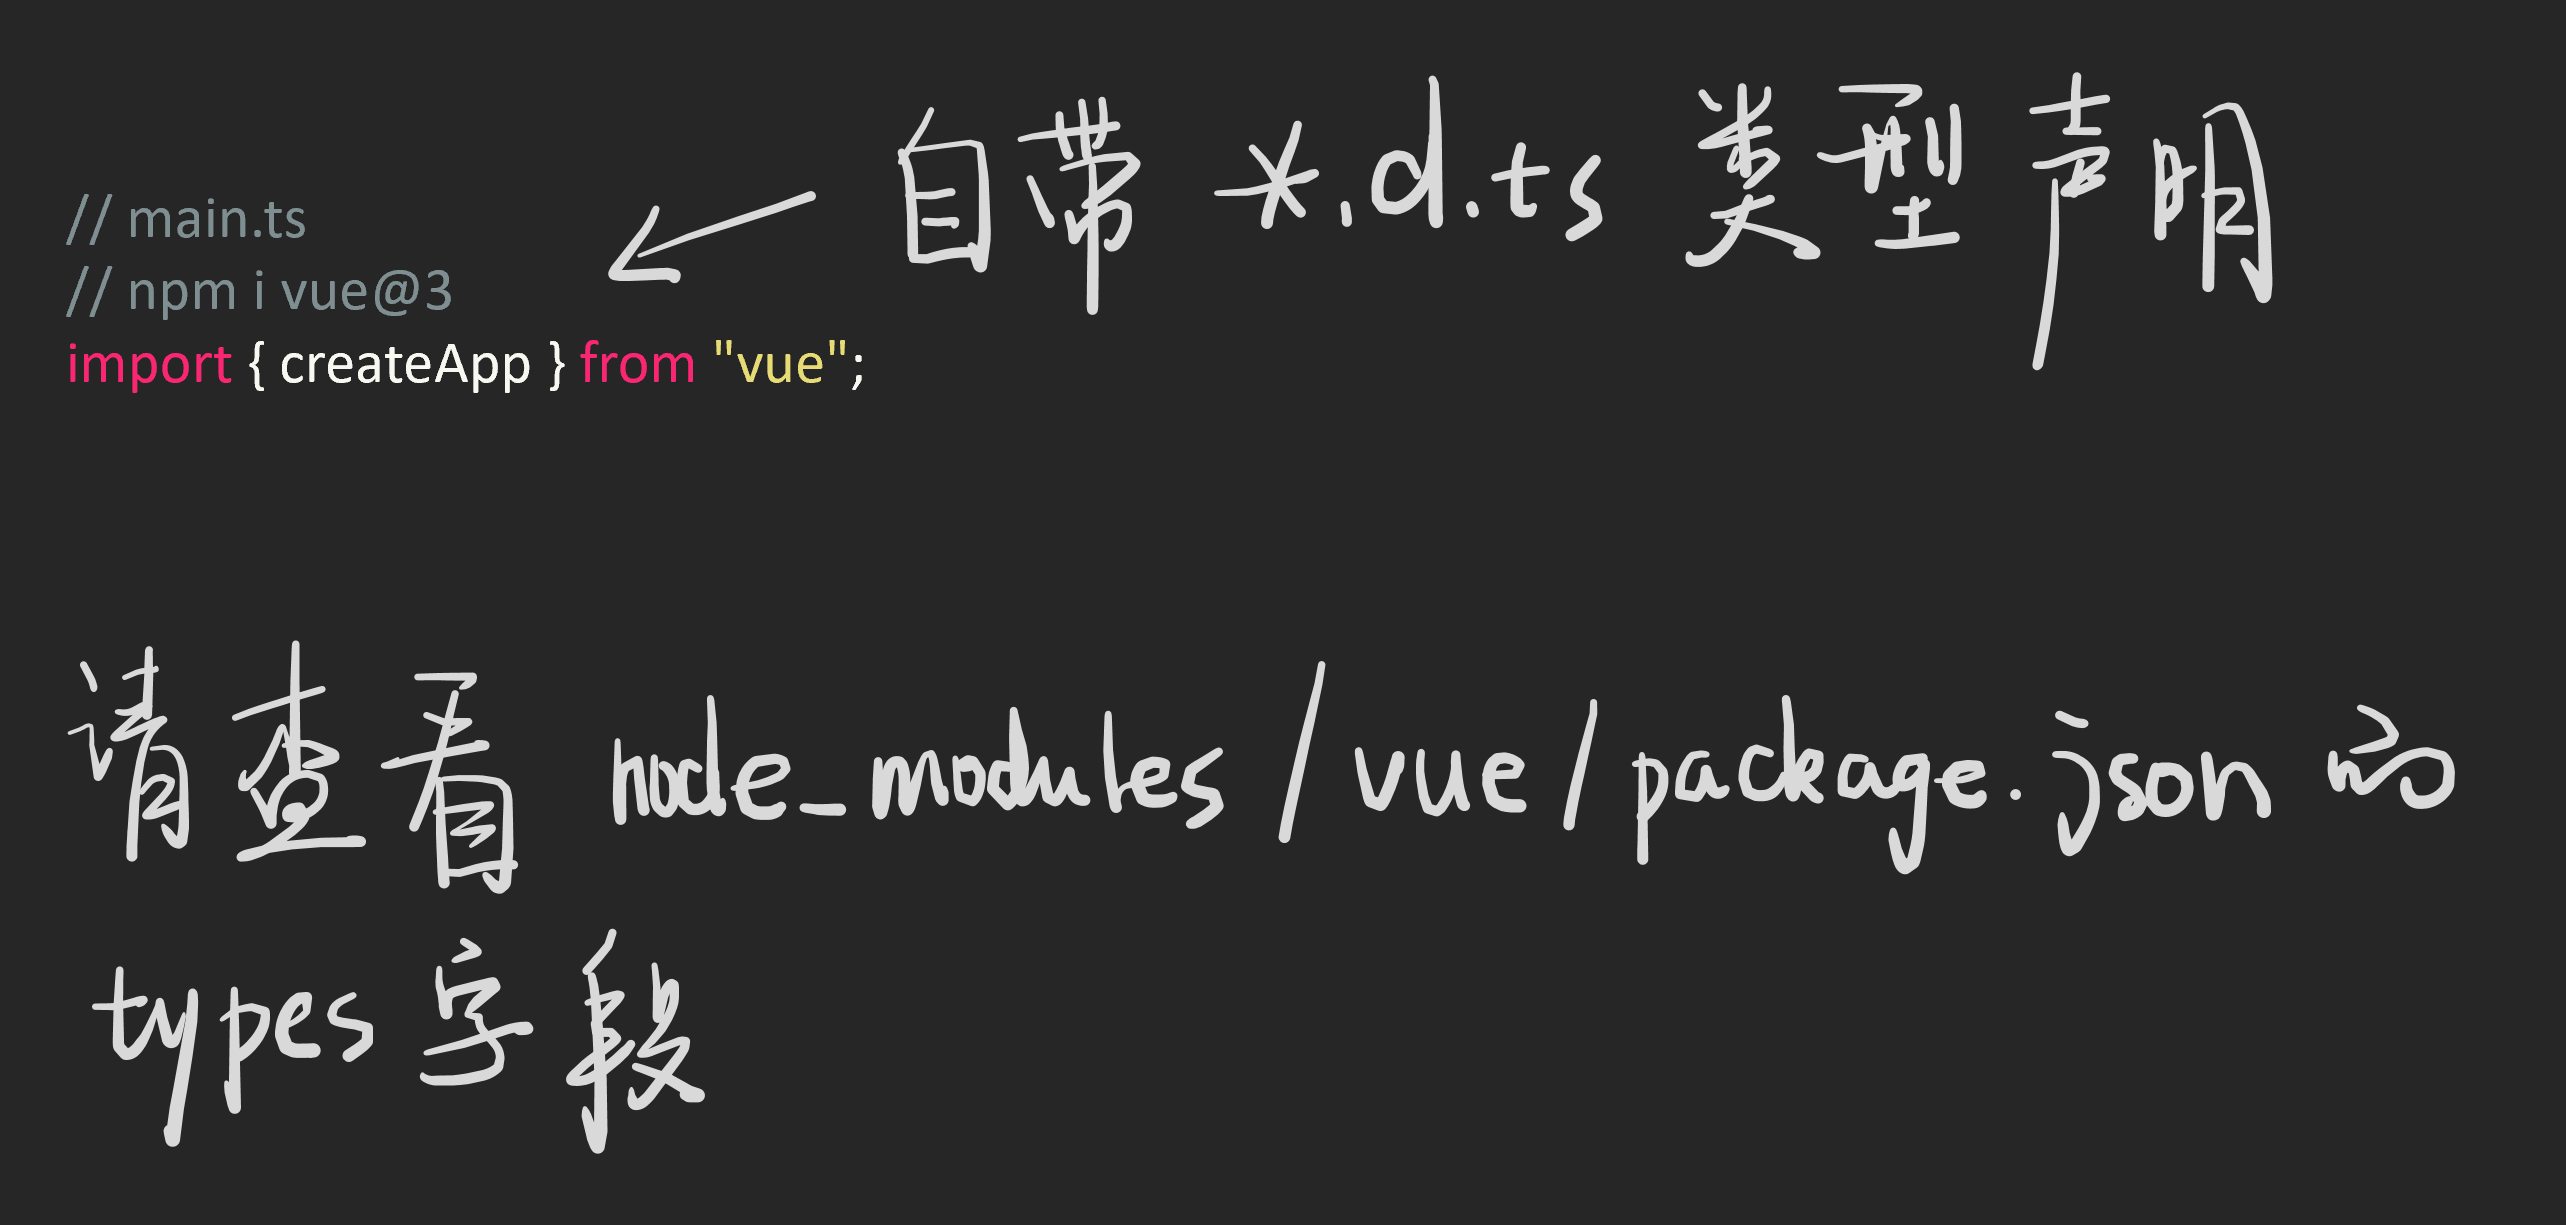 自带 *.d.ts 类型声明
// main.ts
// npm i vue@3
import { createApp } from "vue";
请查看 node_modules/vue/package.json 的
types 字段